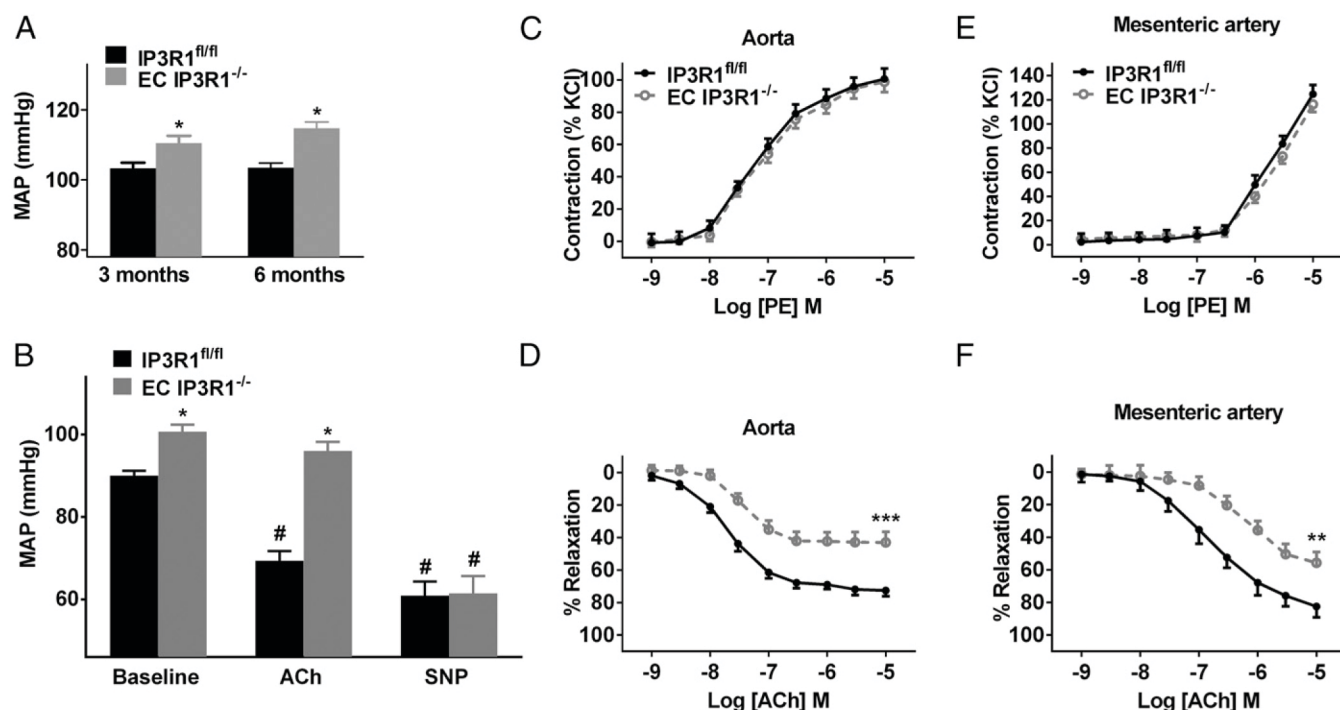 A
IP3R1fl/fl
EC IP3R1-/-
MAP (mmHg)
120
100
80
*
*
3 months
6 months
B
IP3R1fl/fl
EC IP3R1-/-
MAP (mmHg)
100
80
60
*
*
#
#
#
Baseline
ACh
SNP
C
Aorta
IP3R1fl/fl
EC IP3R1-/-
Contraction (% KCl)
100
80
60
40
20
0
-9 -8 -7 -6 -5
Log [PE] M
D
Aorta
% Relaxation
0
20
40
60
80
100
***
-9 -8 -7 -6 -5
Log [ACh] M
E
Mesenteric artery
IP3R1fl/fl
EC IP3R1-/-
Contraction (% KCl)
140
120
100
80
60
40
20
0
-9 -8 -7 -6 -5
Log [PE] M
F
Mesenteric artery
% Relaxation
0
20
40
60
80
100
**
-9 -8 -7 -6 -5
Log [ACh] M